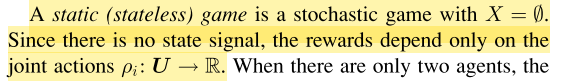 A static (stateless) game is a stochastic game with X = ∅.
Since there is no state signal, the rewards depend only on the
joint actions ρᵢ: U → ℝ. When there are only two agents, the